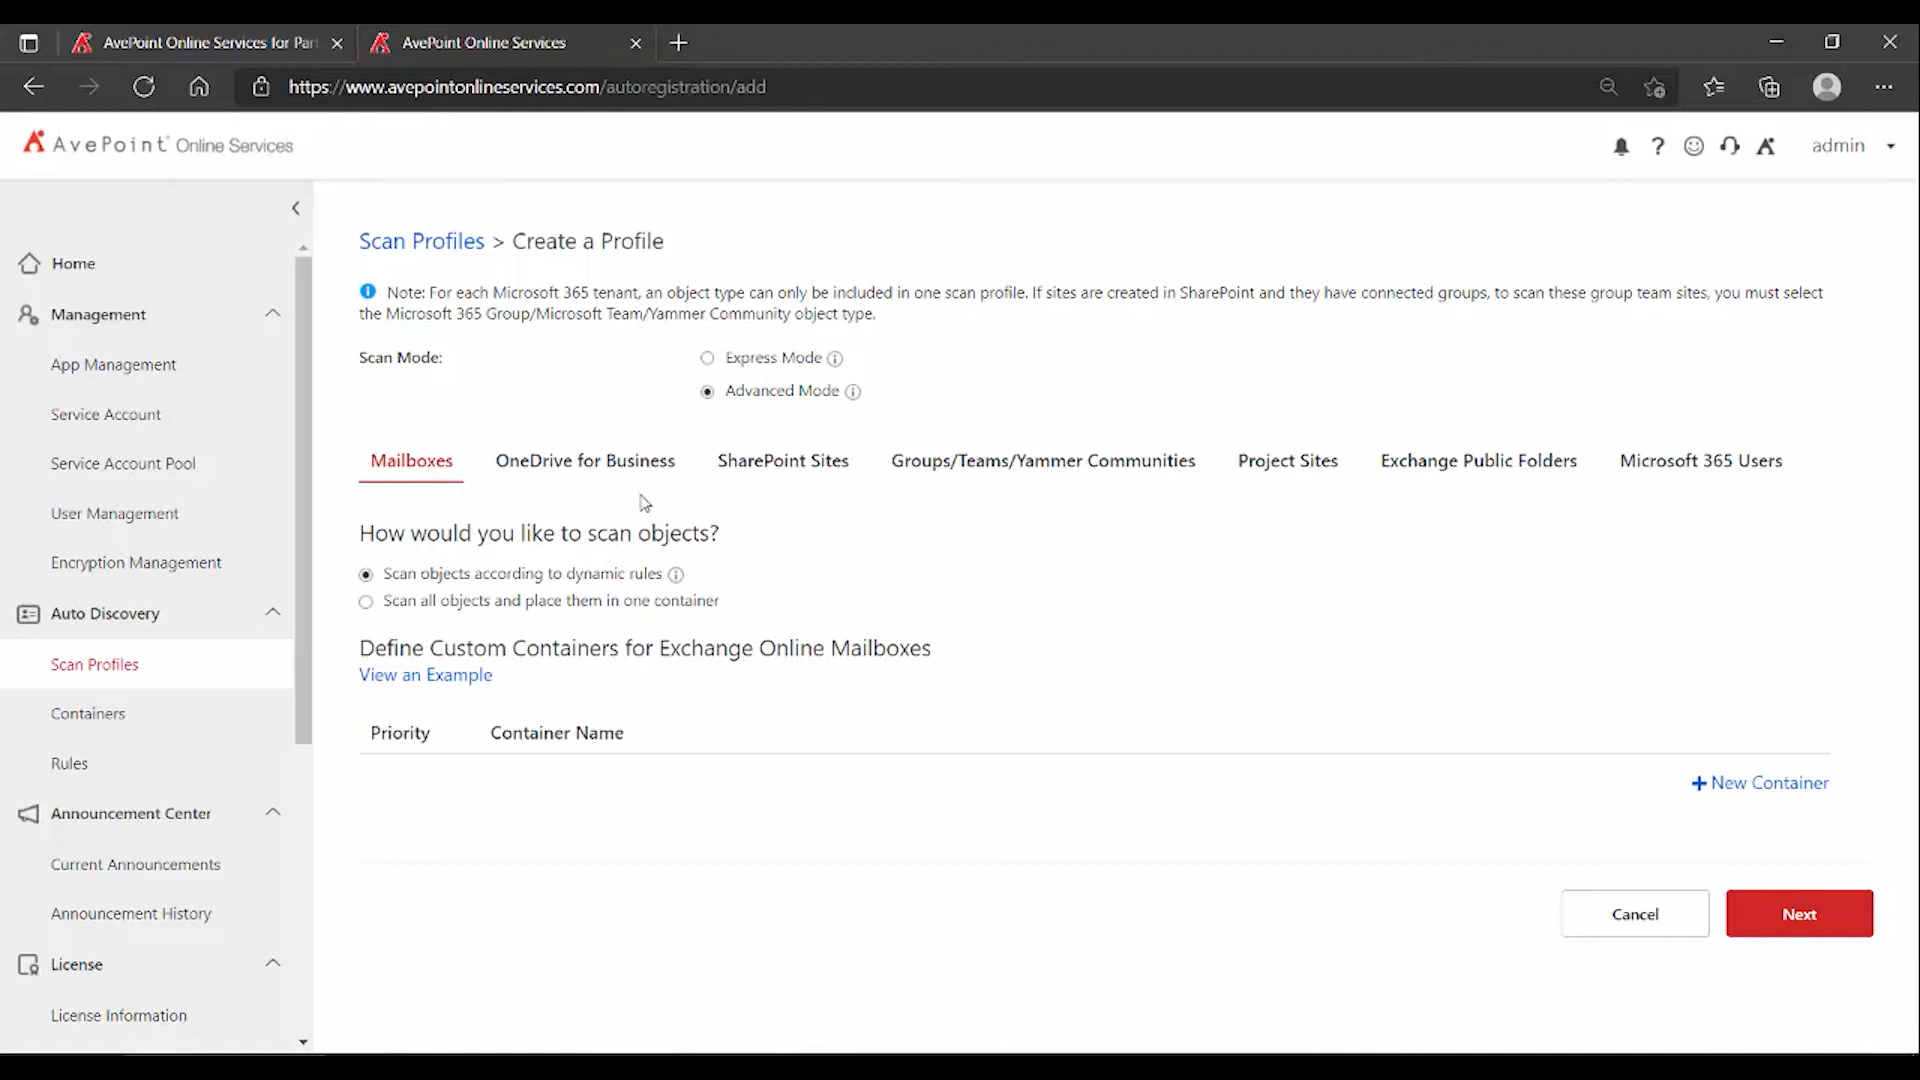 AvePoint Online Services for Part
AvePoint Online Services
https://www.avepointonlineservices.com/autoregistration/add
AvePoint Online Services
admin
Home
Management
App Management
Service Account
Service Account Pool
User Management
Encryption Management
Auto Discovery
Scan Profiles
Containers
Rules
Announcement Center
Current Announcements
Announcement History
License
License Information
Scan Profiles > Create a Profile
Note: For each Microsoft 365 tenant, an object type can only be included in one scan profile. If sites are created in SharePoint and they have connected groups, to scan these group team sites, you must select
the Microsoft 365 Group/Microsoft Team/Yammer Community object type.
Scan Mode:
Express Mode
Advanced Mode
Mailboxes OneDrive for Business SharePoint Sites Groups/Teams/Yammer Communities Project Sites Exchange Public Folders Microsoft 365 Users
How would you like to scan objects?
Scan objects according to dynamic rules
Scan all objects and place them in one container
Define Custom Containers for Exchange Online Mailboxes
View an Example
Priority Container Name
+ New Container
Cancel Next